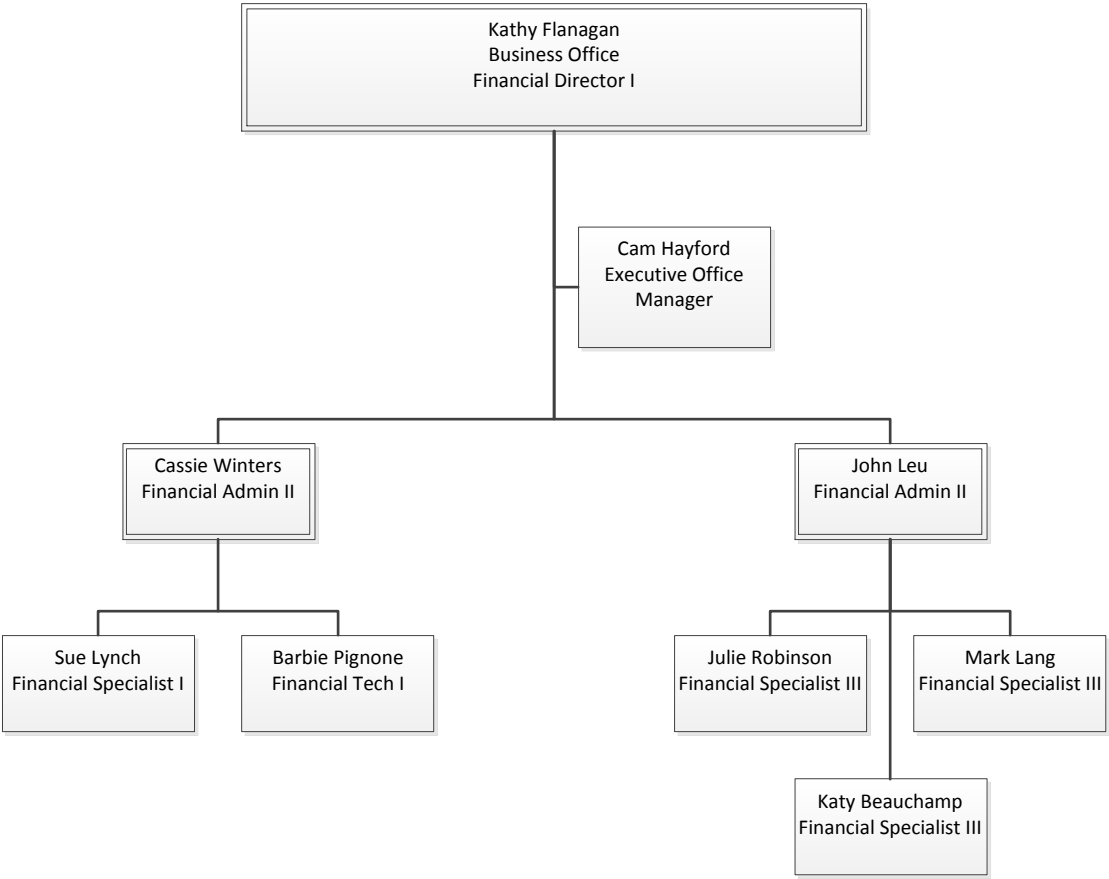 Kathy Flanagan
Business Office
Financial Director I
Cam Hayford
Executive Office
Manager
Cassie Winters
Financial Admin II
John Leu
Financial Admin II
Sue Lynch
Financial Specialist I
Barbie Pignone
Financial Tech I
Julie Robinson
Financial Specialist III
Mark Lang
Financial Specialist III
Katy Beauchamp
Financial Specialist III